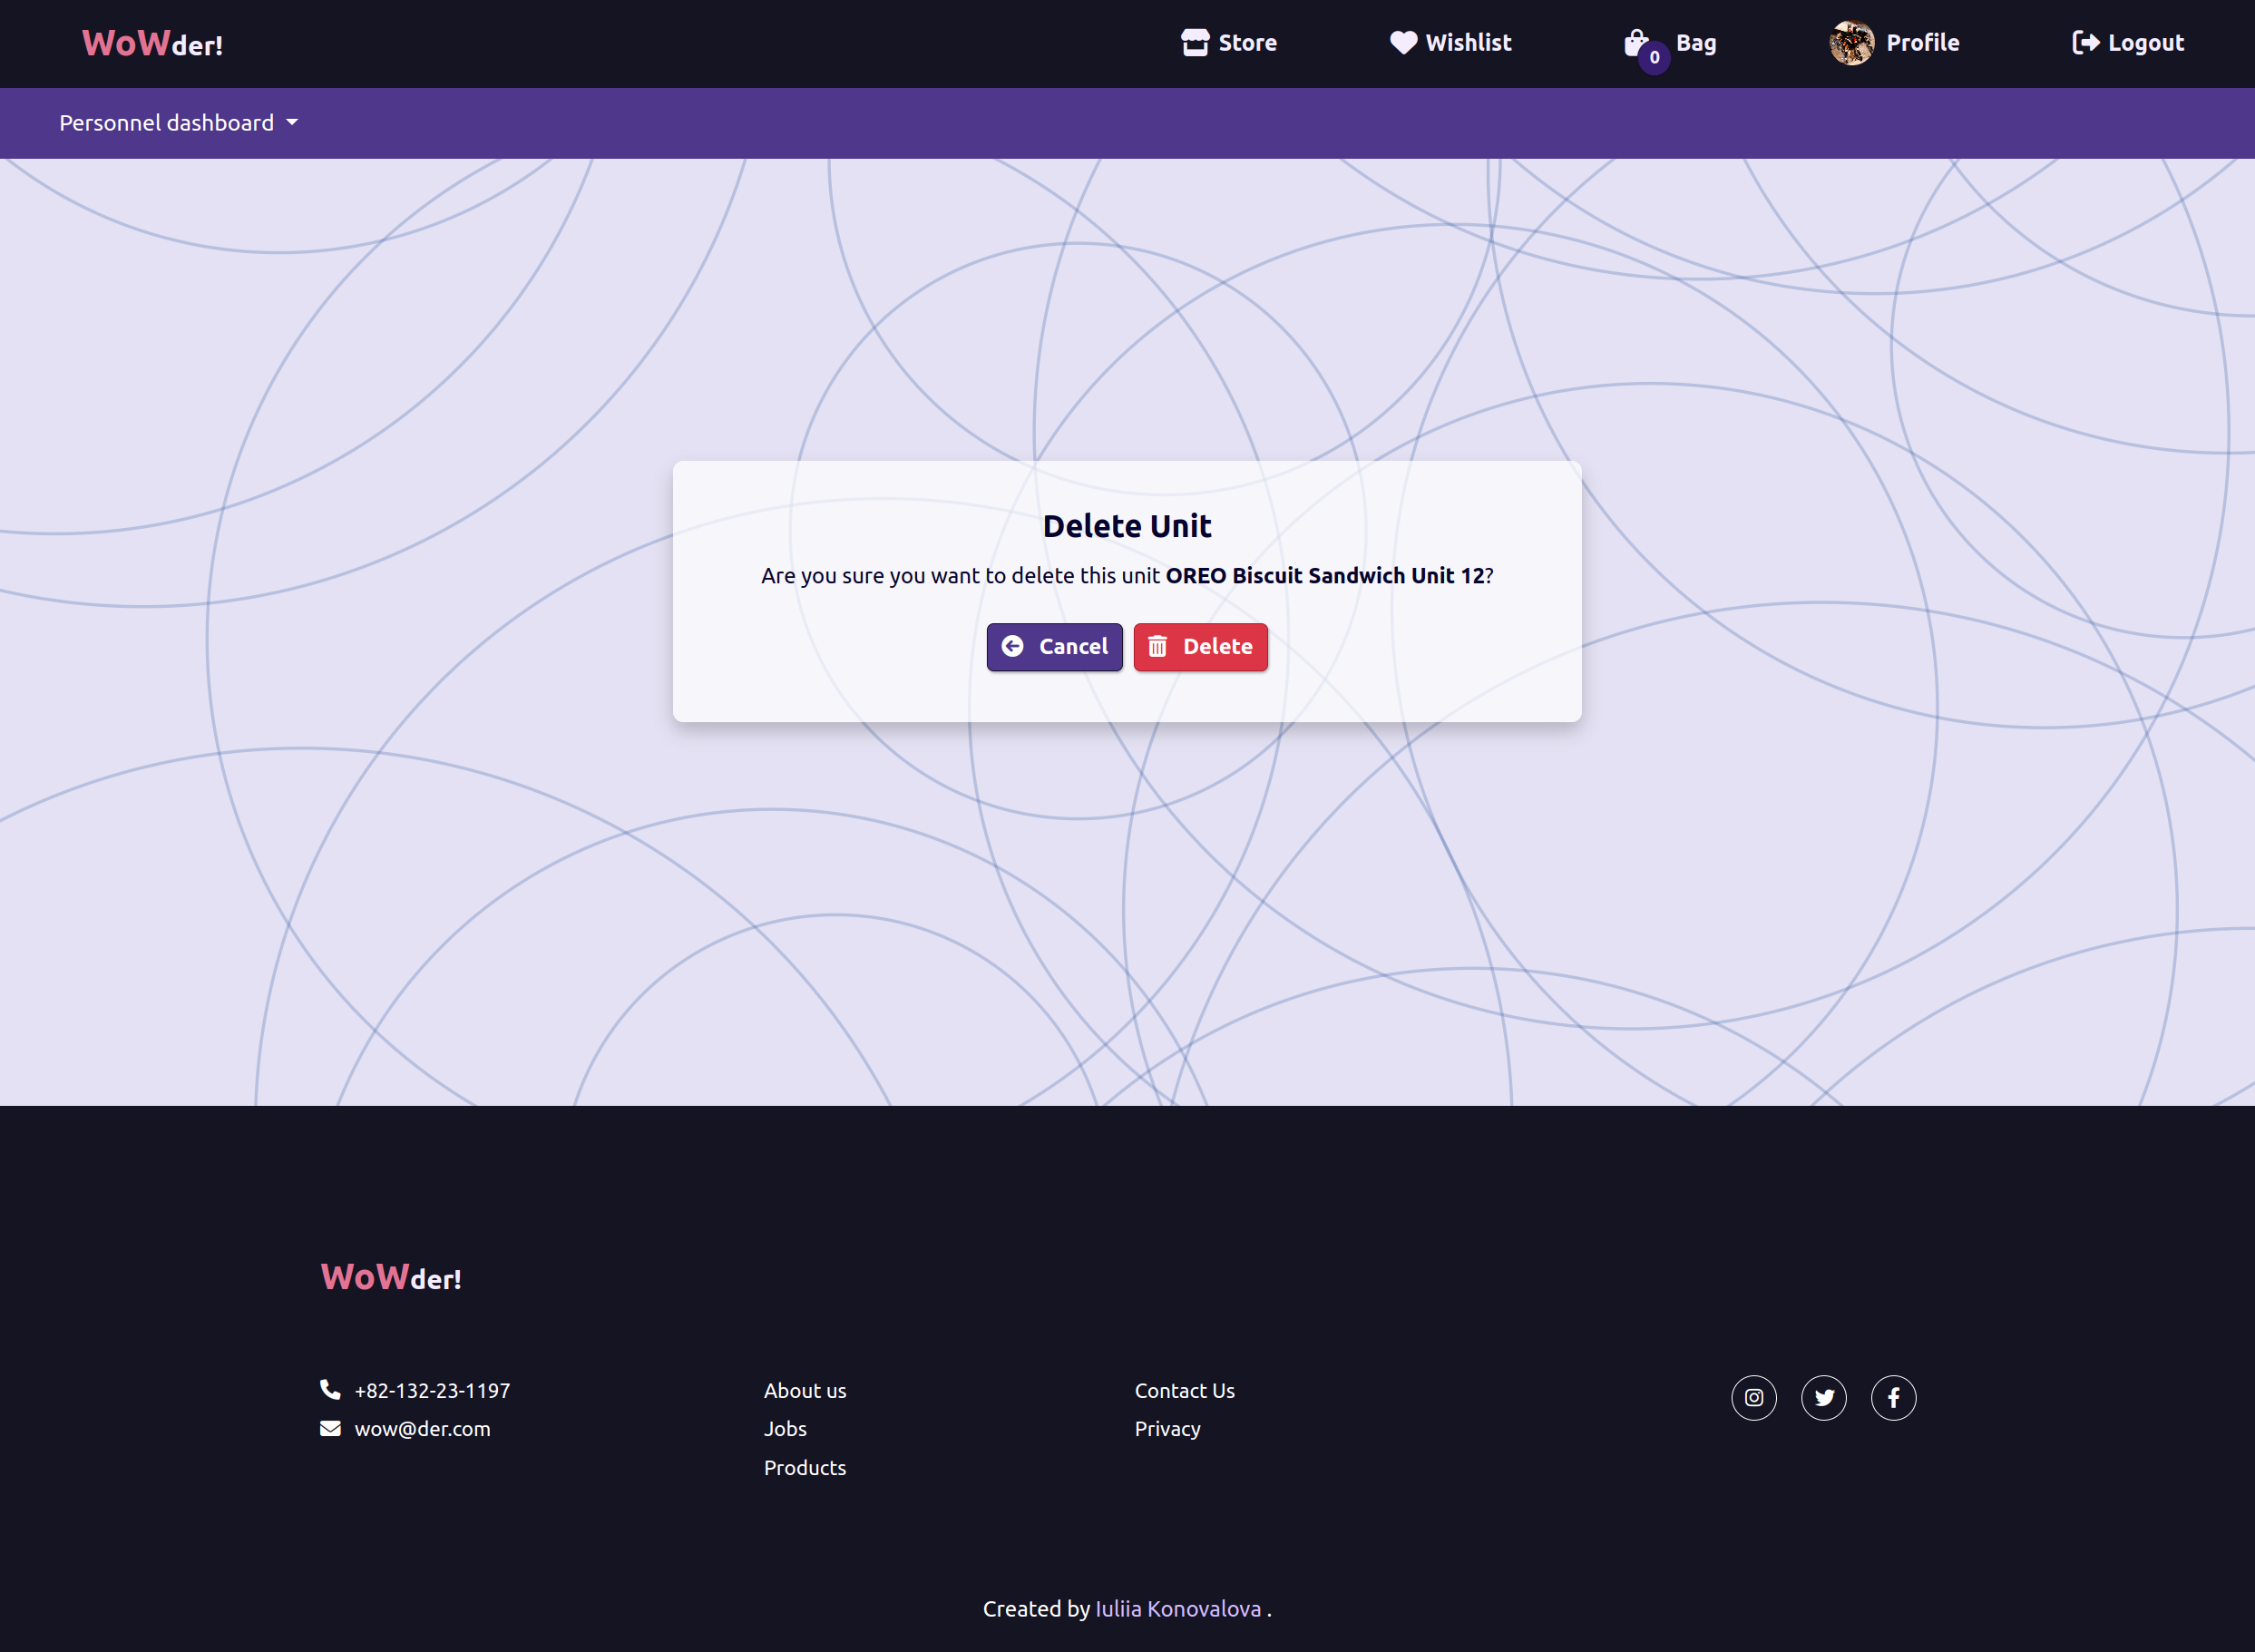 WoWder!
Store
Wishlist
0
Bag
Profile
Logout
Personnel dashboard
Delete Unit
Are you sure you want to delete this unit OREO Biscuit Sandwich Unit 12?
Cancel
Delete
WoWder!
+82-132-23-1197
wow@der.com
About us
Jobs
Products
Contact Us
Privacy
Created by Iuliia Konovalova .